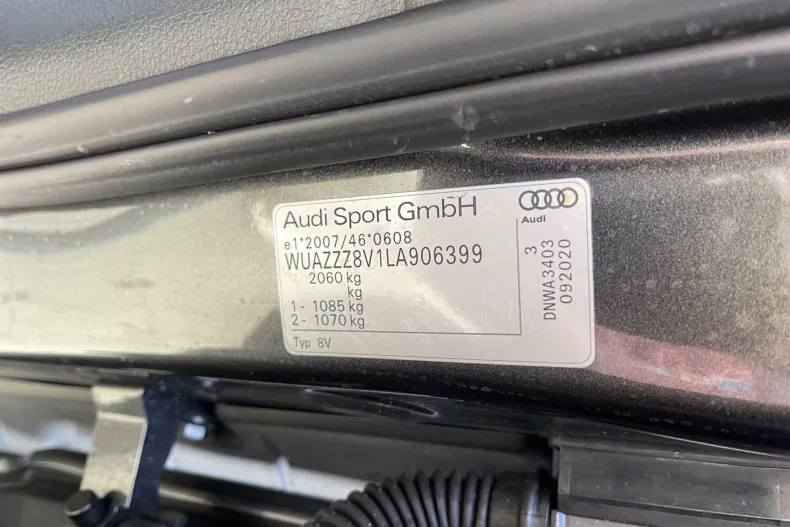 Audi Sport GmbH
Audi
e1*2007/46*0608
WUAZZZ8V1LA906399
2060 kg
kg
1- 1085 kg
2- 1070 kg
Typ 8V
3
DNWA3403
092020